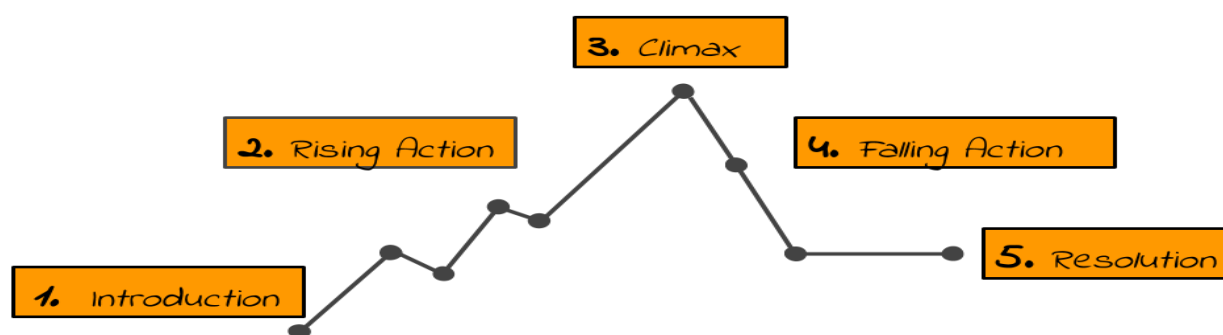 1. Introduction
2. Rising Action
3. Climax
4. Falling Action
5. Resolution